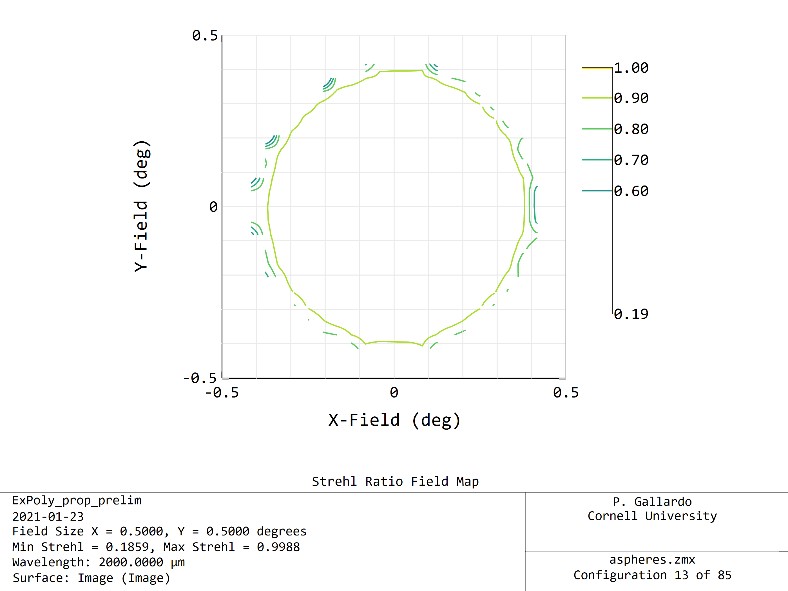 0.5
0
-0.5
-0.5 0 0.5
Y-Field (deg)
X-Field (deg)
1.00
0.90
0.80
0.70
0.60
0.19
Strehl Ratio Field Map
ExPoly_prop_prelim
2021-01-23
Field Size X = 0.5000, Y = 0.5000 degrees
Min Strehl = 0.1859, Max Strehl = 0.9988
Wavelength: 2000.0000 µm
Surface: Image (Image)
P. Gallardo
Cornell University
aspheres.zmx
Configuration 13 of 85